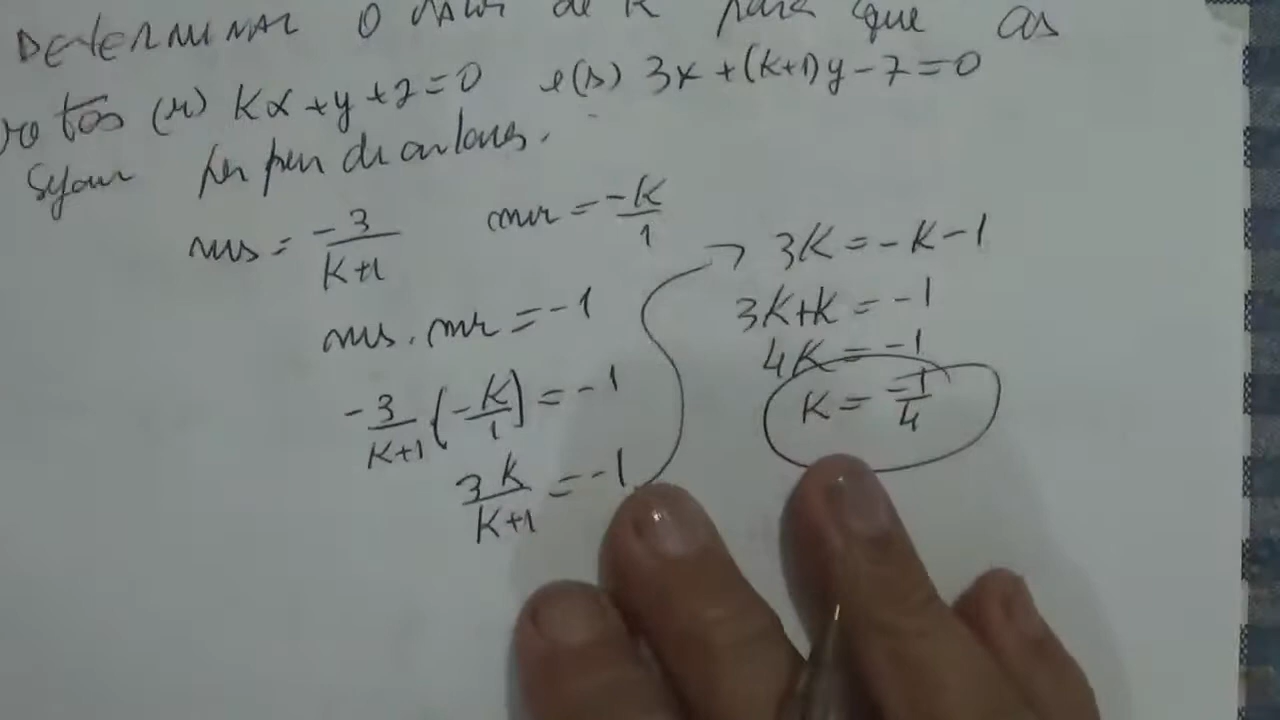 DETERMINAR O valor de K para que as
retas (r) Kx + y + 2 = 0 e (s) 3x + (K+1)y - 7 = 0
Sejam perpendiculares.
ms = -3/(K+1) mr = -K/1
ms . mr = -1
-3/(K+1) (-K/1) = -1
3K/(K+1) = -1
→ 3K = -K - 1
3K + K = -1
4K = -1
K = -1/4